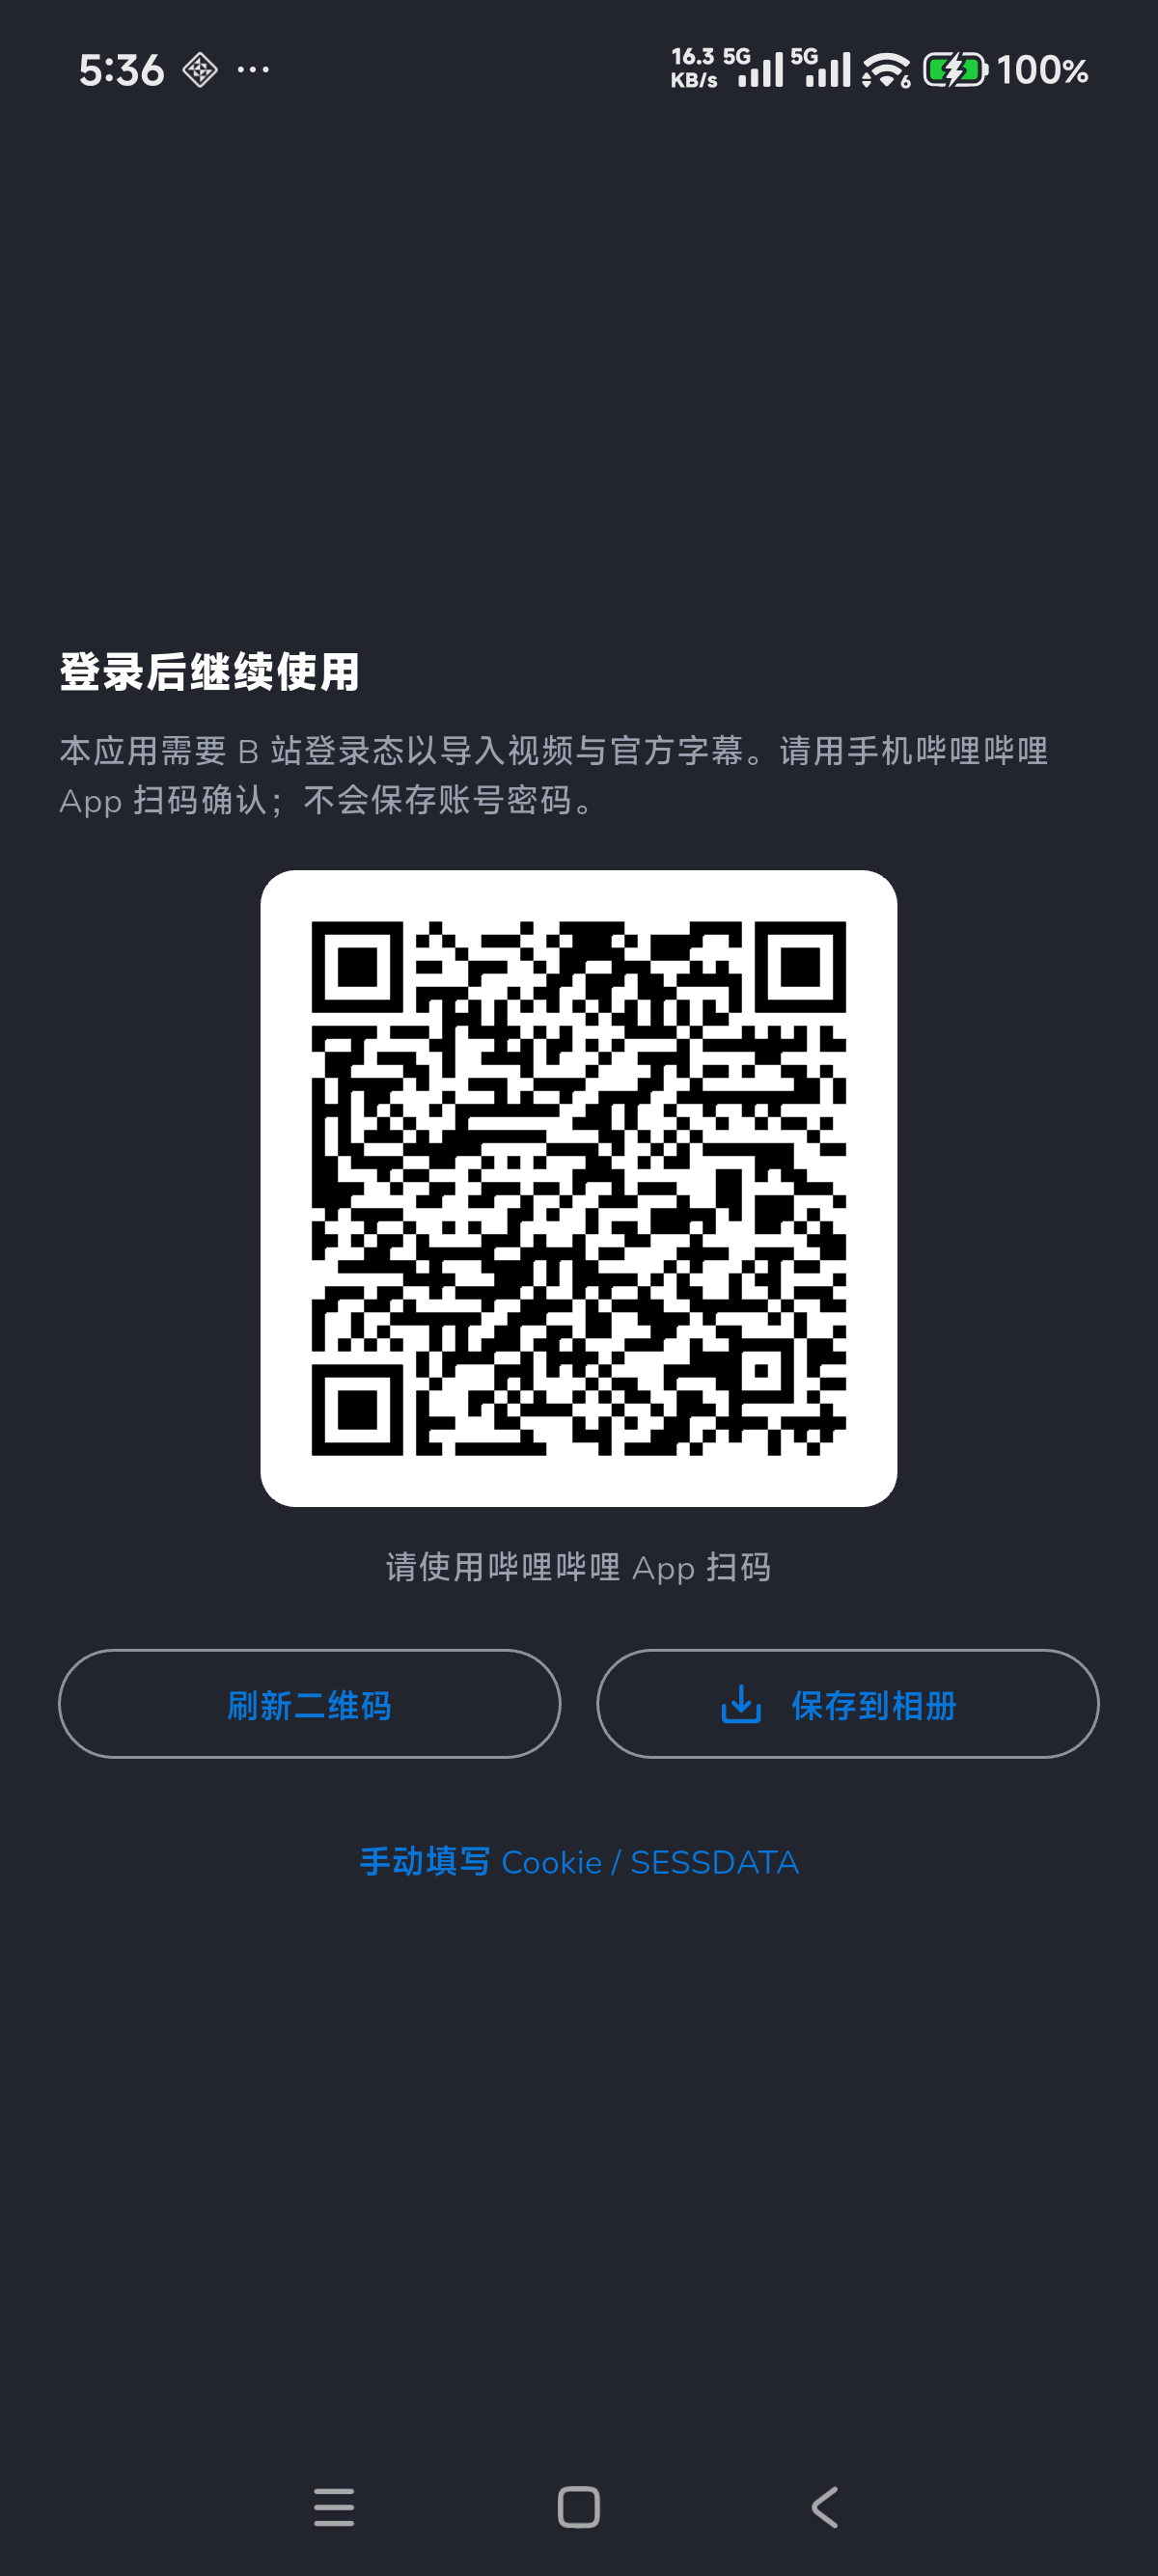 5:36 ... 16.3 KB/s 5G 5G 6 100%
登录后继续使用
本应用需要 B 站登录态以导入视频与官方字幕。请用手机哔哩哔哩
App 扫码确认；不会保存账号密码。
请使用哔哩哔哩 App 扫码
刷新二维码
保存到相册
手动填写 Cookie / SESSDATA